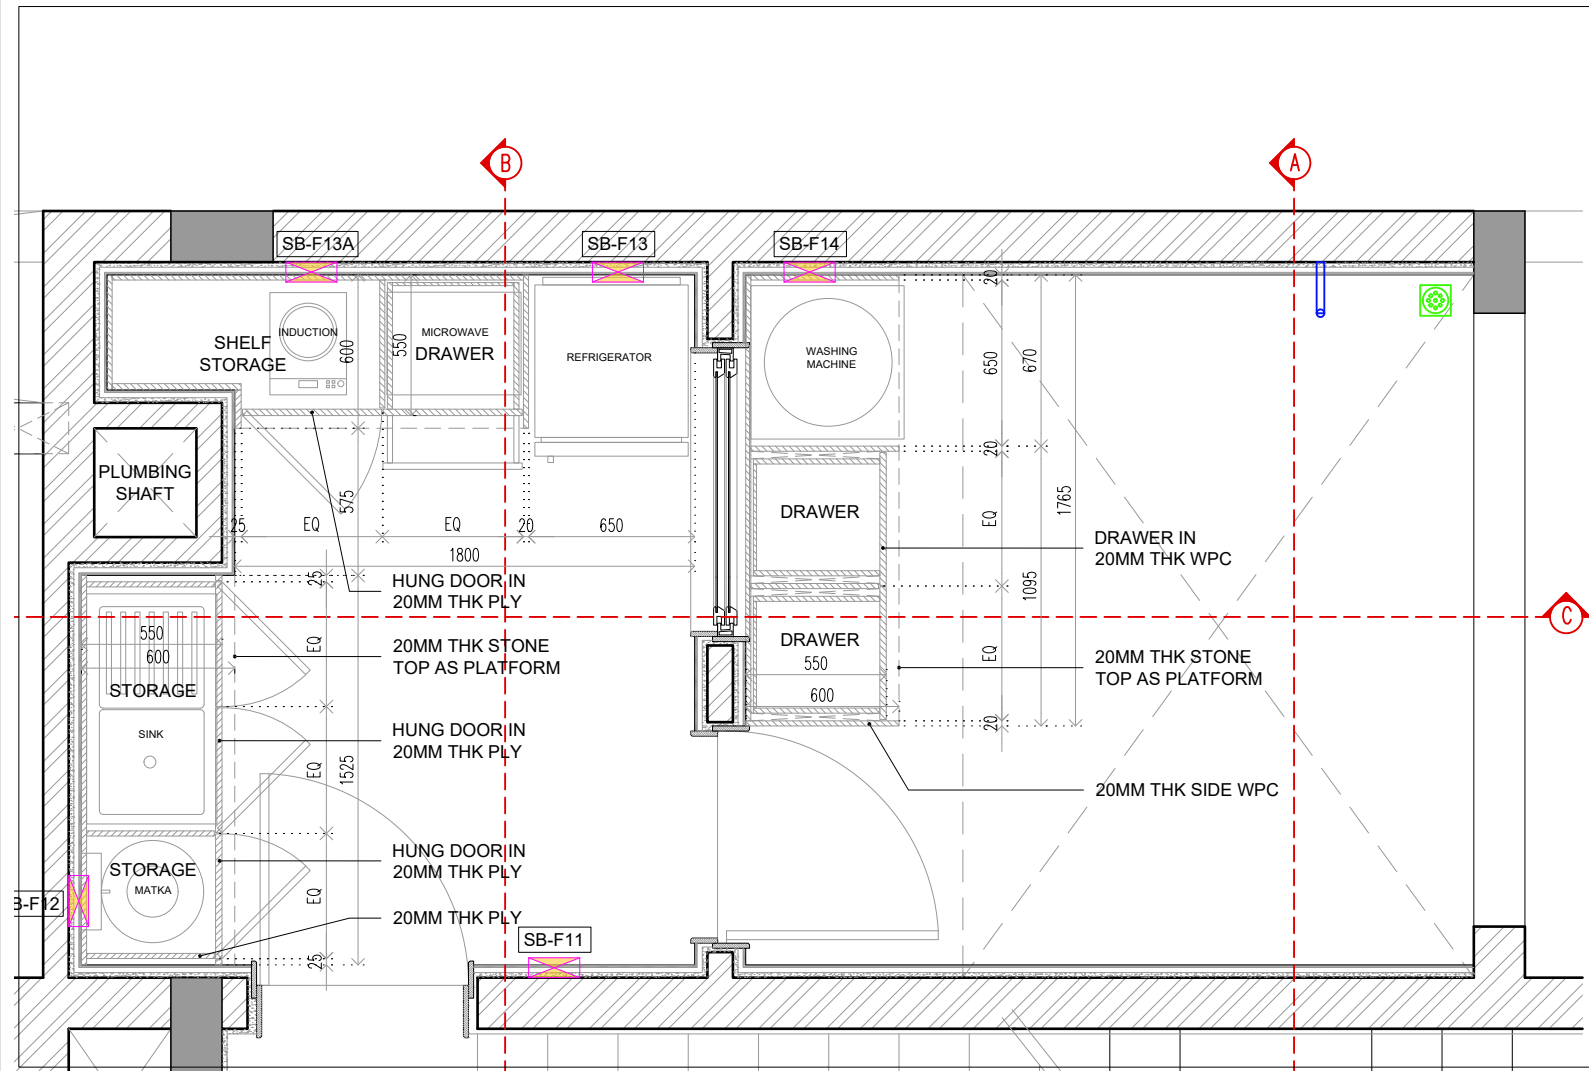 B
A
SB-F13A
SB-F13
SB-F14
INDUCTION
SHELF
STORAGE
600
550
MICROWAVE
DRAWER
REFRIGERATOR
WASHING
MACHINE
20
650
670
20
PLUMBING
SHAFT
575
25
EQ
EQ
20
650
1800
DRAWER
EQ
1765
DRAWER IN
20MM THK WPC
1095
25
HUNG DOOR IN
20MM THK PLY
C
550
600
STORAGE
EQ
20MM THK STONE
TOP AS PLATFORM
DRAWER
550
600
EQ
20
20MM THK STONE
TOP AS PLATFORM
SINK
HUNG DOOR IN
20MM THK PLY
EQ
1525
20MM THK SIDE WPC
STORAGE
MATKA
HUNG DOOR IN
20MM THK PLY
EQ
B-F12
20MM THK PLY
25
SB-F11